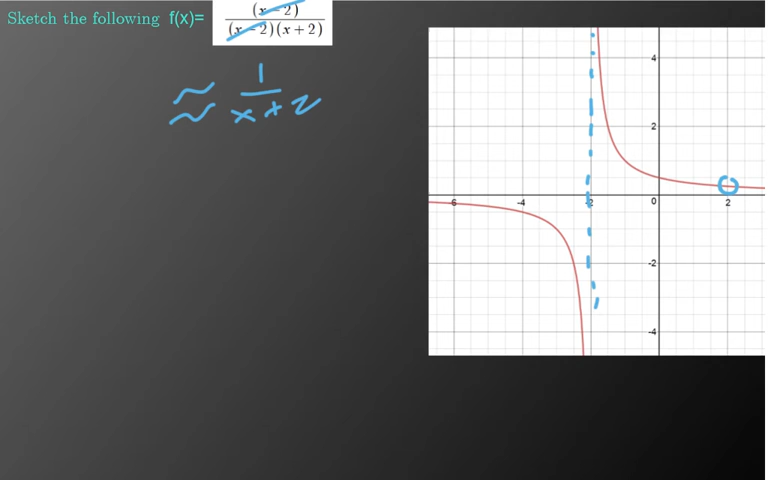 Sketch the following f(x)= (x − 2)
(x − 2)(x + 2)
≈ 1
x + 2
4
2
-6 -4 -2 0 2
-2
-4